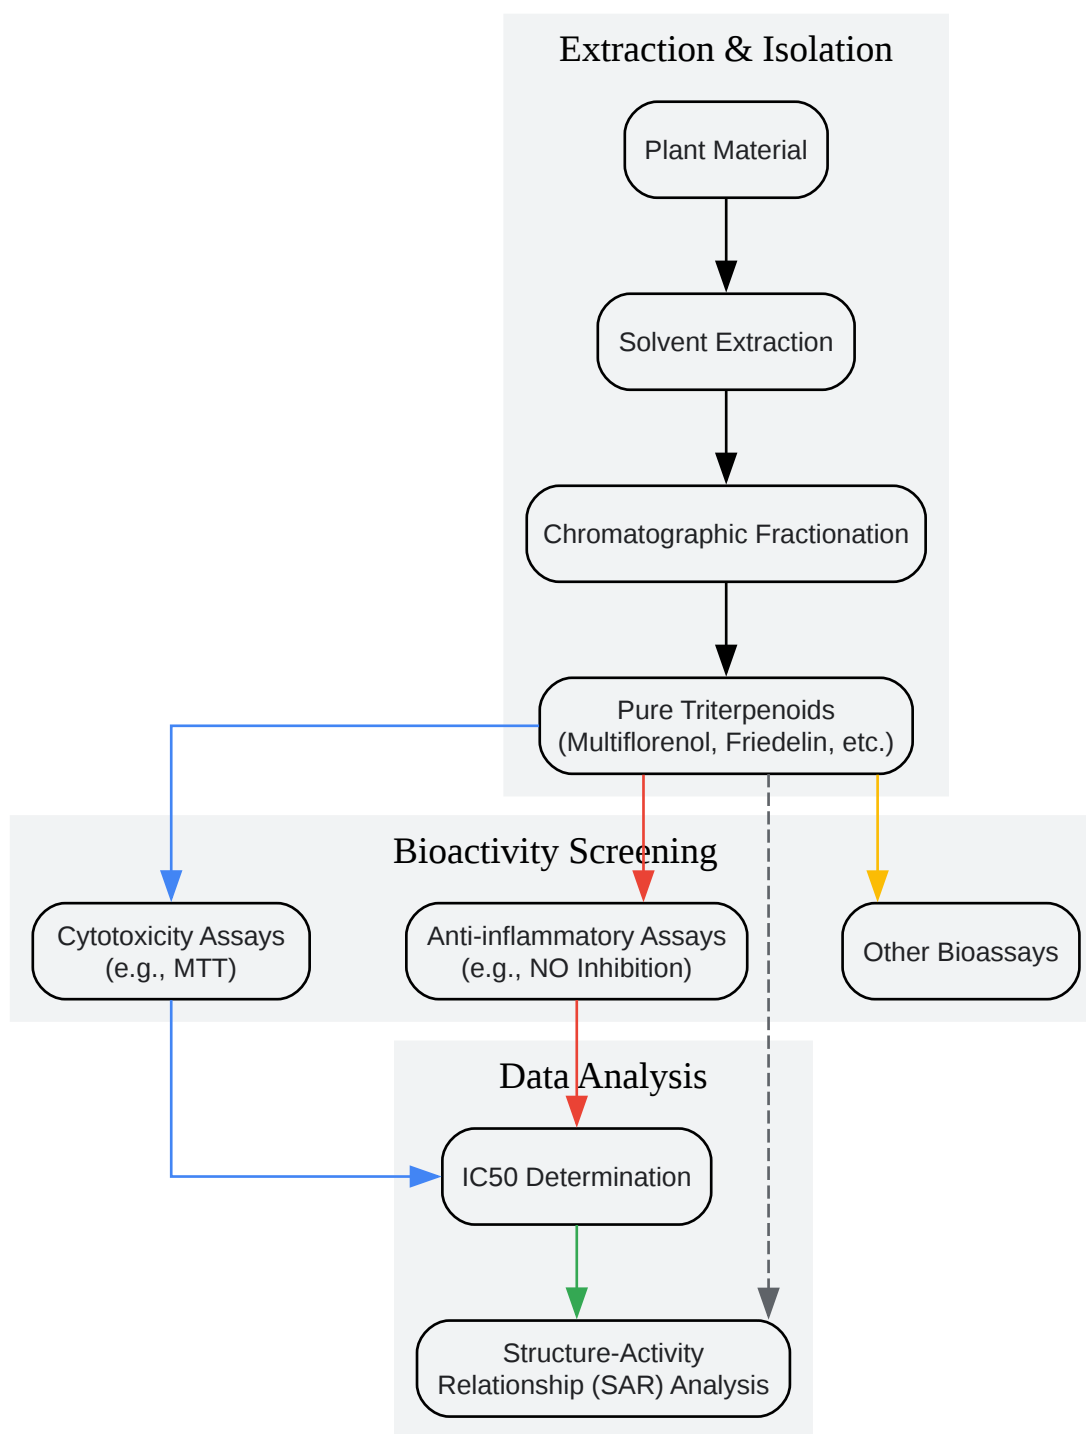 Extraction & Isolation
Plant Material
Solvent Extraction
Chromatographic Fractionation
Pure Triterpenoids
(Multiflorenol, Friedelin, etc.)
Bioactivity Screening
Cytotoxicity Assays
(e.g., MTT)
Anti-inflammatory Assays
(e.g., NO Inhibition)
Other Bioassays
Data Analysis
IC50 Determination
Structure-Activity
Relationship (SAR) Analysis